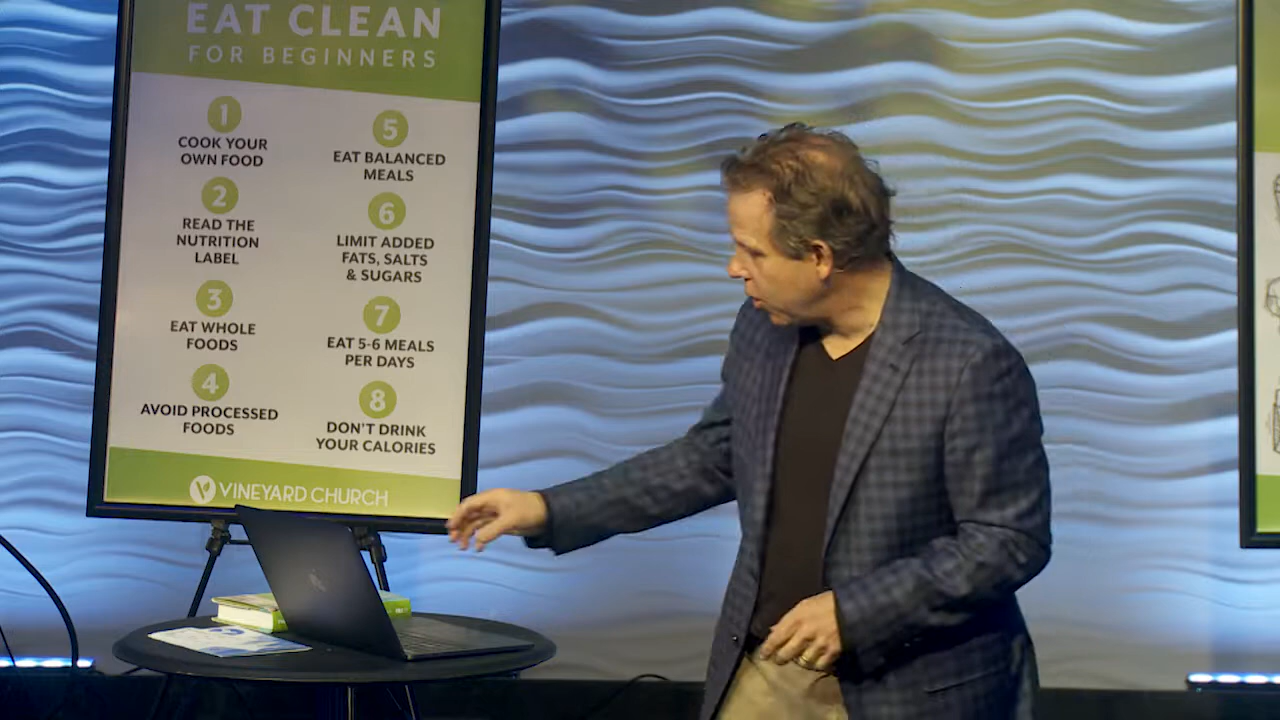 EAT CLEAN
FOR BEGINNERS
1
COOK YOUR
OWN FOOD
2
READ THE
NUTRITION
LABEL
3
EAT WHOLE
FOODS
4
AVOID PROCESSED
FOODS
5
EAT BALANCED
MEALS
6
LIMIT ADDED
FATS, SALTS
& SUGARS
7
EAT 5-6 MEALS
PER DAYS
8
DON'T DRINK
YOUR CALORIES
VINEYARD CHURCH